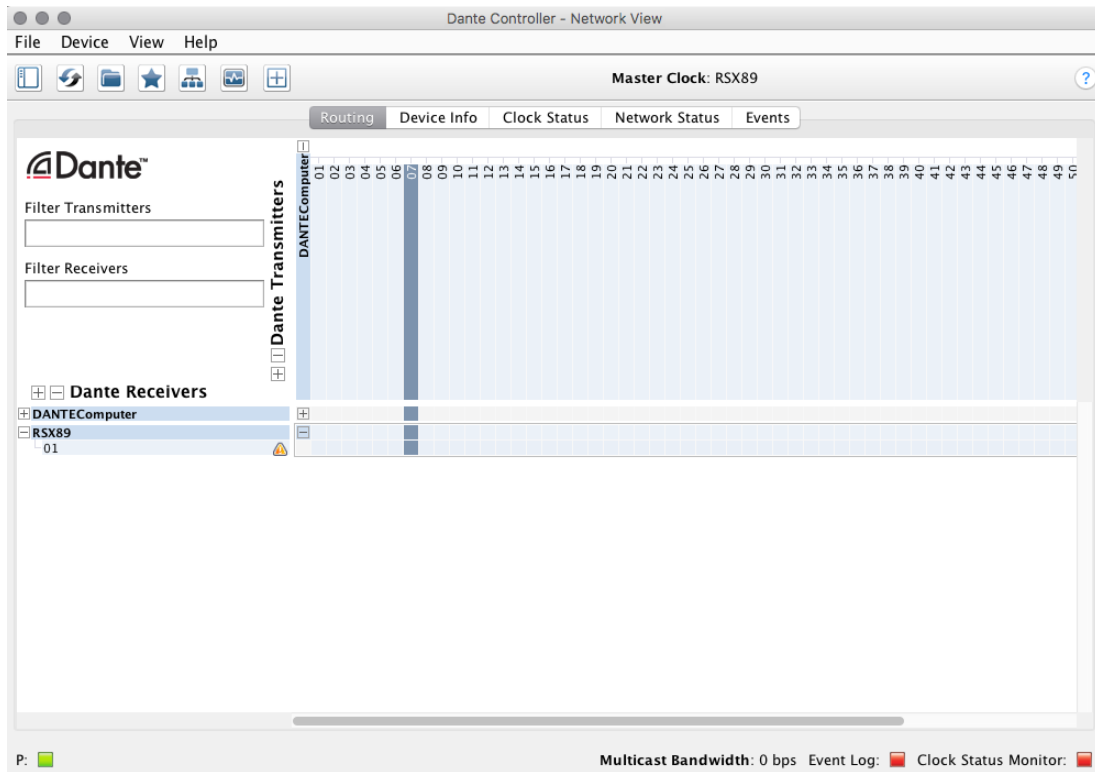 Dante Controller - Network View
File Device View Help
Master Clock: RSX89
?
Routing Device Info Clock Status Network Status Events
Dante™
Filter Transmitters
Filter Receivers
Dante Transmitters
DANTEComputer
01 02 03 04 05 06 07 08 09 10 11 12 13 14 15 16 17 18 19 20 21 22 23 24 25 26 27 28 29 30 31 32 33 34 35 36 37 38 39 40 41 42 43 44 45 46 47 48 49 50
Dante Receivers
DANTEComputer
RSX89
01
P:
Multicast Bandwidth: 0 bps Event Log: Clock Status Monitor: